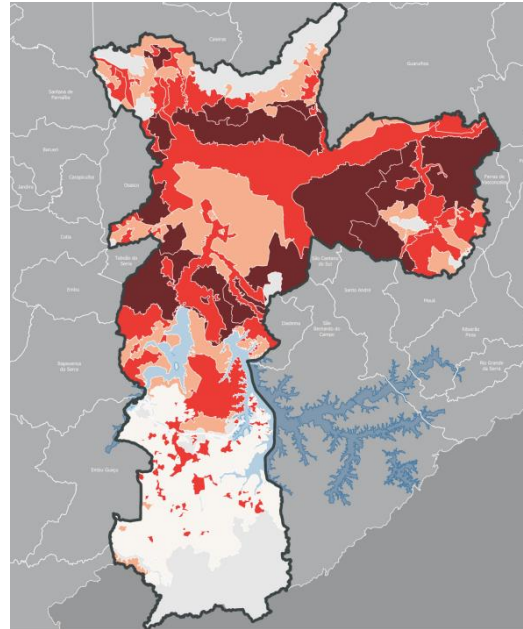 Caieiras
Guarulhos
Santana de
Parnaíba
Barueri
Jandira
Carapicuíba
Osasco
Cotia
Taboão da
Serra
Embu
Ferraz de
Vasconcelos
São Caetano
do Sul
Santo André
Mauá
Diadema
São
Bernardo do
Campo
Ribeirão
Pires
Rio Grande
da Serra
Itapecerica
da Serra
Embu-Guaçu